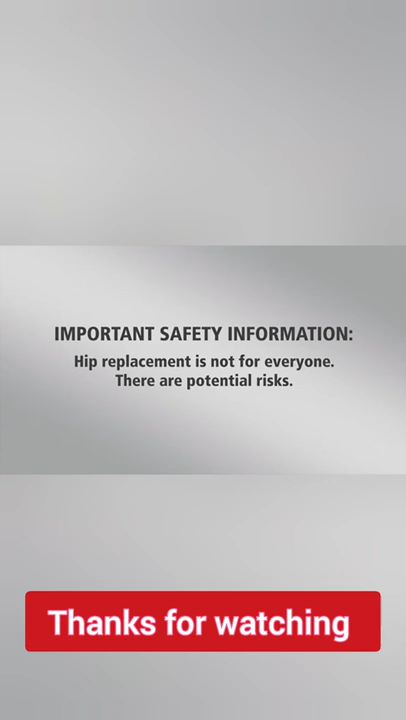 IMPORTANT SAFETY INFORMATION:
Hip replacement is not for everyone.
There are potential risks.
Thanks for watching